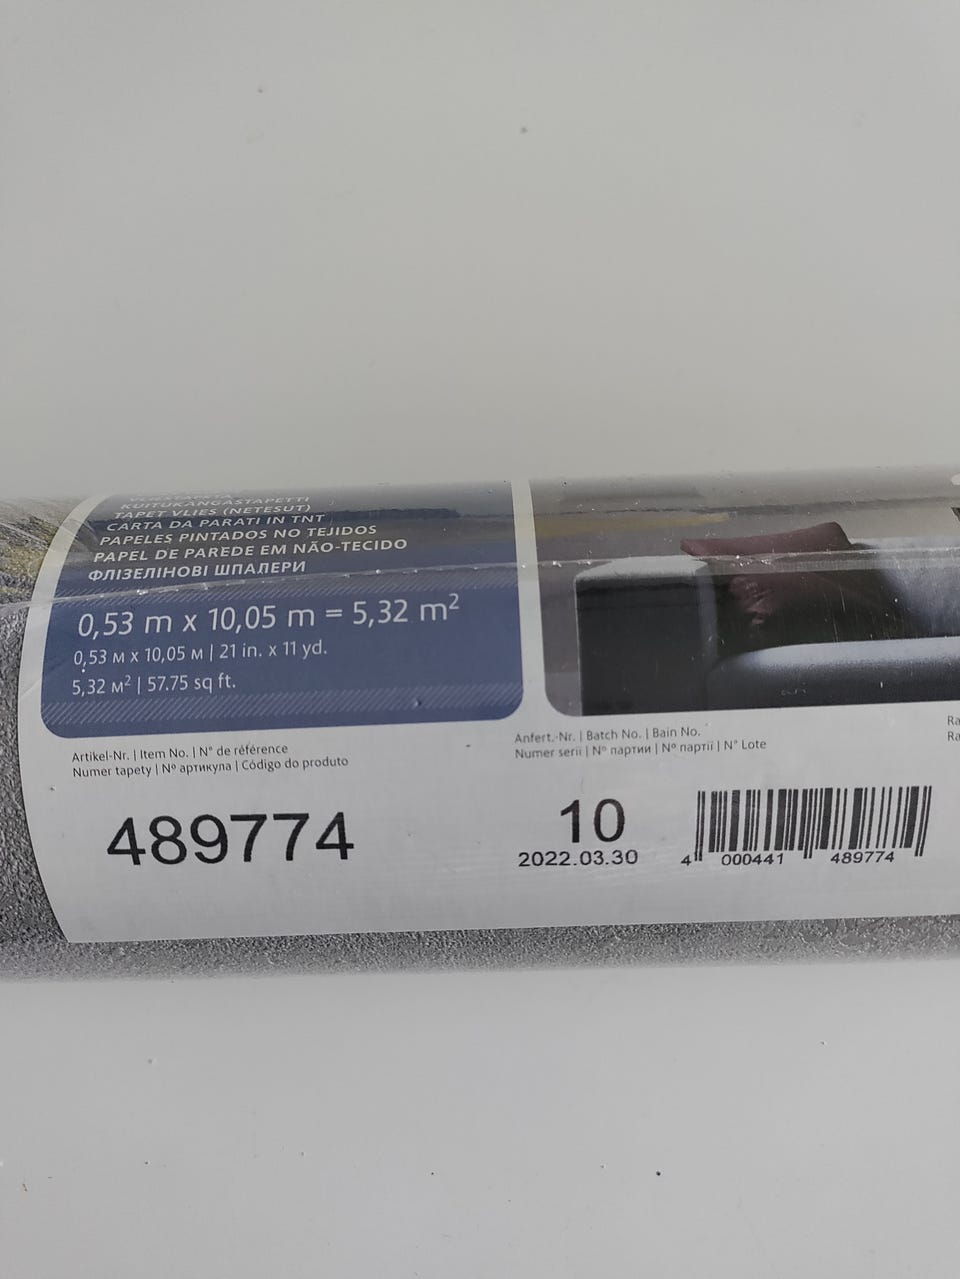 KUITUKANGASTAPETTI
TAPET VLIES (NETESUT)
CARTA DA PARATI IN TNT
PAPELES PINTADOS NO TEJIDOS
PAPEL DE PAREDE EM NÃO-TECIDO
ФЛІЗЕЛІНОВІ ШПАЛЕРИ
0,53 m x 10,05 m = 5,32 m²
0,53 м x 10,05 м | 21 in. x 11 yd.
5,32 м² | 57.75 sq ft.
Artikel-Nr. | Item No. | N° de référence
Numer tapety | Nº артикула | Código do produto
489774
Anfert.-Nr. | Batch No. | Bain No.
Numer serii | Nº партии | Nº партії | N° Lote
10
2022.03.30
4 000441 489774
Ra
Ra